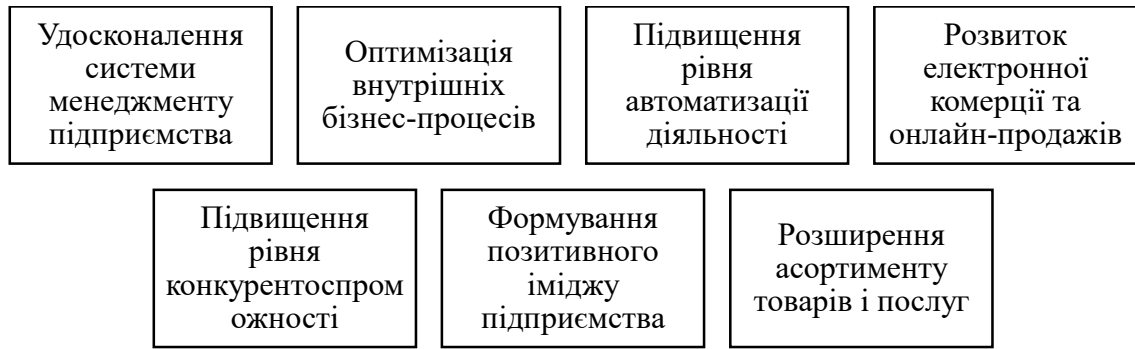 Удосконалення
системи
менеджменту
підприємства
Оптимізація
внутрішніх
бізнес-процесів
Підвищення
рівня
автоматизації
діяльності
Розвиток
електронної
комерції та
онлайн-продажів
Підвищення
рівня
конкурентоспром
ожності
Формування
позитивного
іміджу
підприємства
Розширення
асортименту
товарів і послуг